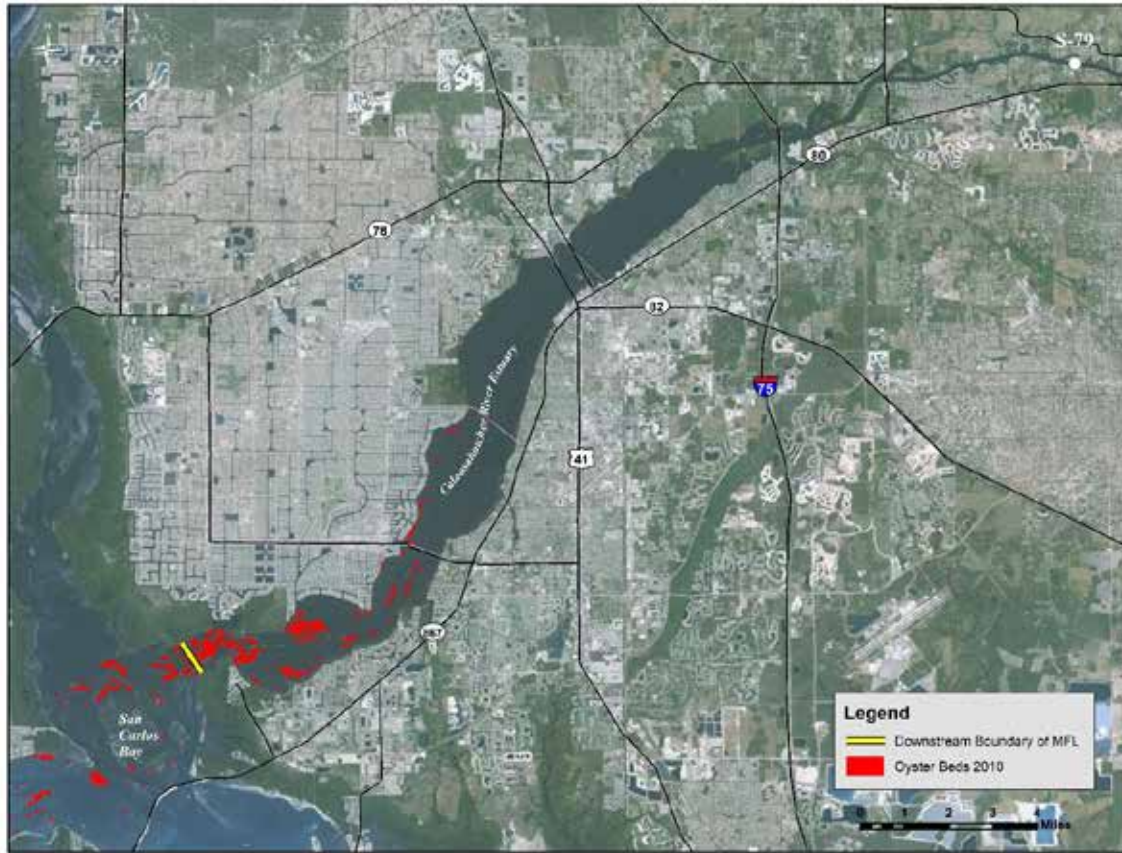 S-79
80
78
82
Caloosahatchee River Estuary
75
41
867
San
Carlos
Bay
Legend
Downstream Boundary of MFL
Oyster Beds 2010
0 1 2 3 4
Miles